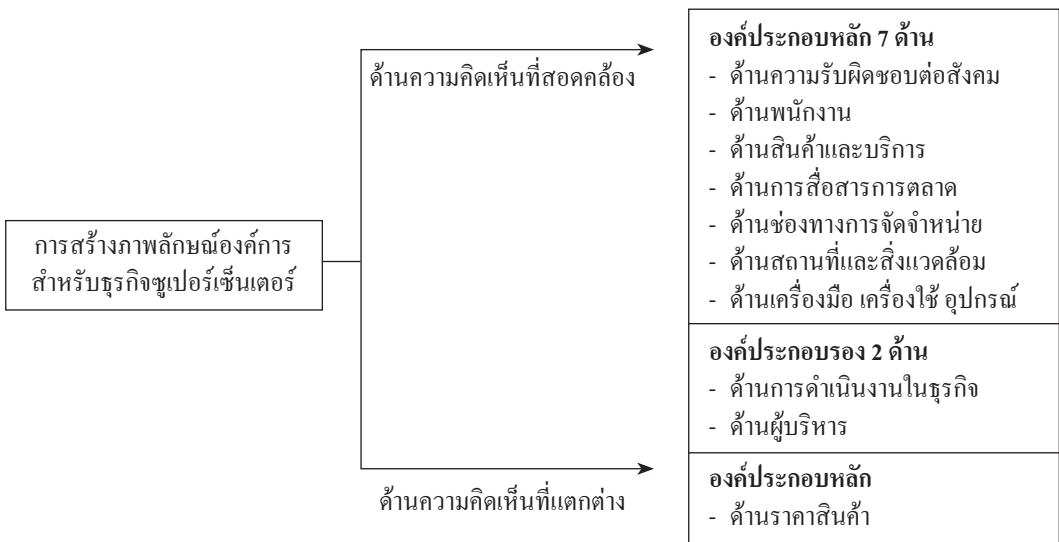 การสร้างภาพลักษณ์องค์การ
สำหรับธุรกิจซูเปอร์เซ็นเตอร์
ด้านความคิดเห็นที่สอดคล้อง
องค์ประกอบหลัก 7 ด้าน
- ด้านความรับผิดชอบต่อสังคม
- ด้านพนักงาน
- ด้านสินค้าและบริการ
- ด้านการสื่อสารการตลาด
- ด้านช่องทางการจัดจำหน่าย
- ด้านสถานที่และสิ่งแวดล้อม
- ด้านเครื่องมือ เครื่องใช้ อุปกรณ์
องค์ประกอบรอง 2 ด้าน
- ด้านการดำเนินงานในธุรกิจ
- ด้านผู้บริหาร
ด้านความคิดเห็นที่แตกต่าง
องค์ประกอบหลัก
- ด้านราคาสินค้า